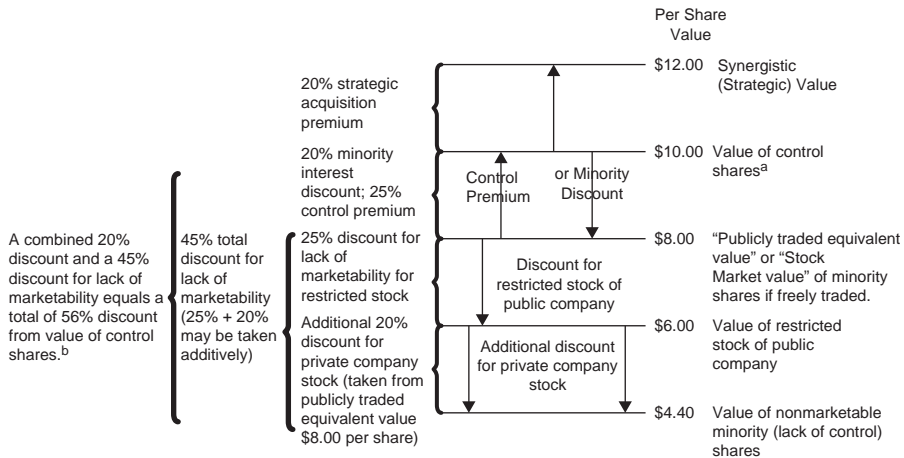 Per Share
Value
$12.00 Synergistic
(Strategic) Value
20% strategic
acquisition
premium
$10.00 Value of control
sharesa
20% minority
interest
discount; 25%
control premium
Control
Premium
or Minority
Discount
$8.00 “Publicly traded equivalent
value” or “Stock
Market value” of minority
shares if freely traded.
A combined 20%
discount and a 45%
discount for lack of
marketability equals a
total of 56% discount
from value of control
shares.b
45% total
discount for
lack of
marketability
(25% + 20%
may be taken
additively)
25% discount for
lack of
marketability for
restricted stock
Discount for
restricted stock of
public company
$6.00 Value of restricted
stock of public
company
Additional 20%
discount for
private company
stock (taken from
publicly traded
equivalent value
$8.00 per share)
Additional discount
for private company
stock
$4.40 Value of nonmarketable
minority (lack of control)
shares